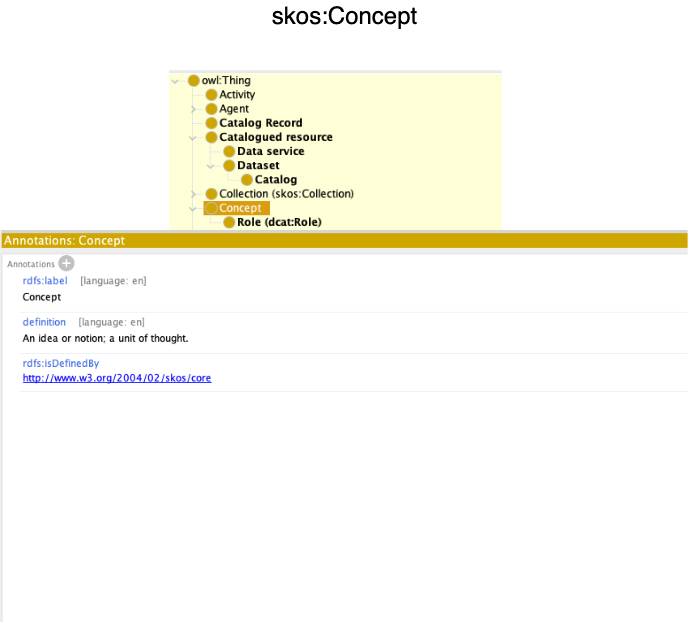 skos:Concept
owl:Thing
Activity
Agent
Catalog Record
Catalogued resource
Data service
Dataset
Catalog
Collection (skos:Collection)
Concept
Role (dcat:Role)
Annotations: Concept
Annotations
rdfs:label [language: en]
Concept
definition [language: en]
An idea or notion; a unit of thought.
rdfs:isDefinedBy
http://www.w3.org/2004/02/skos/core